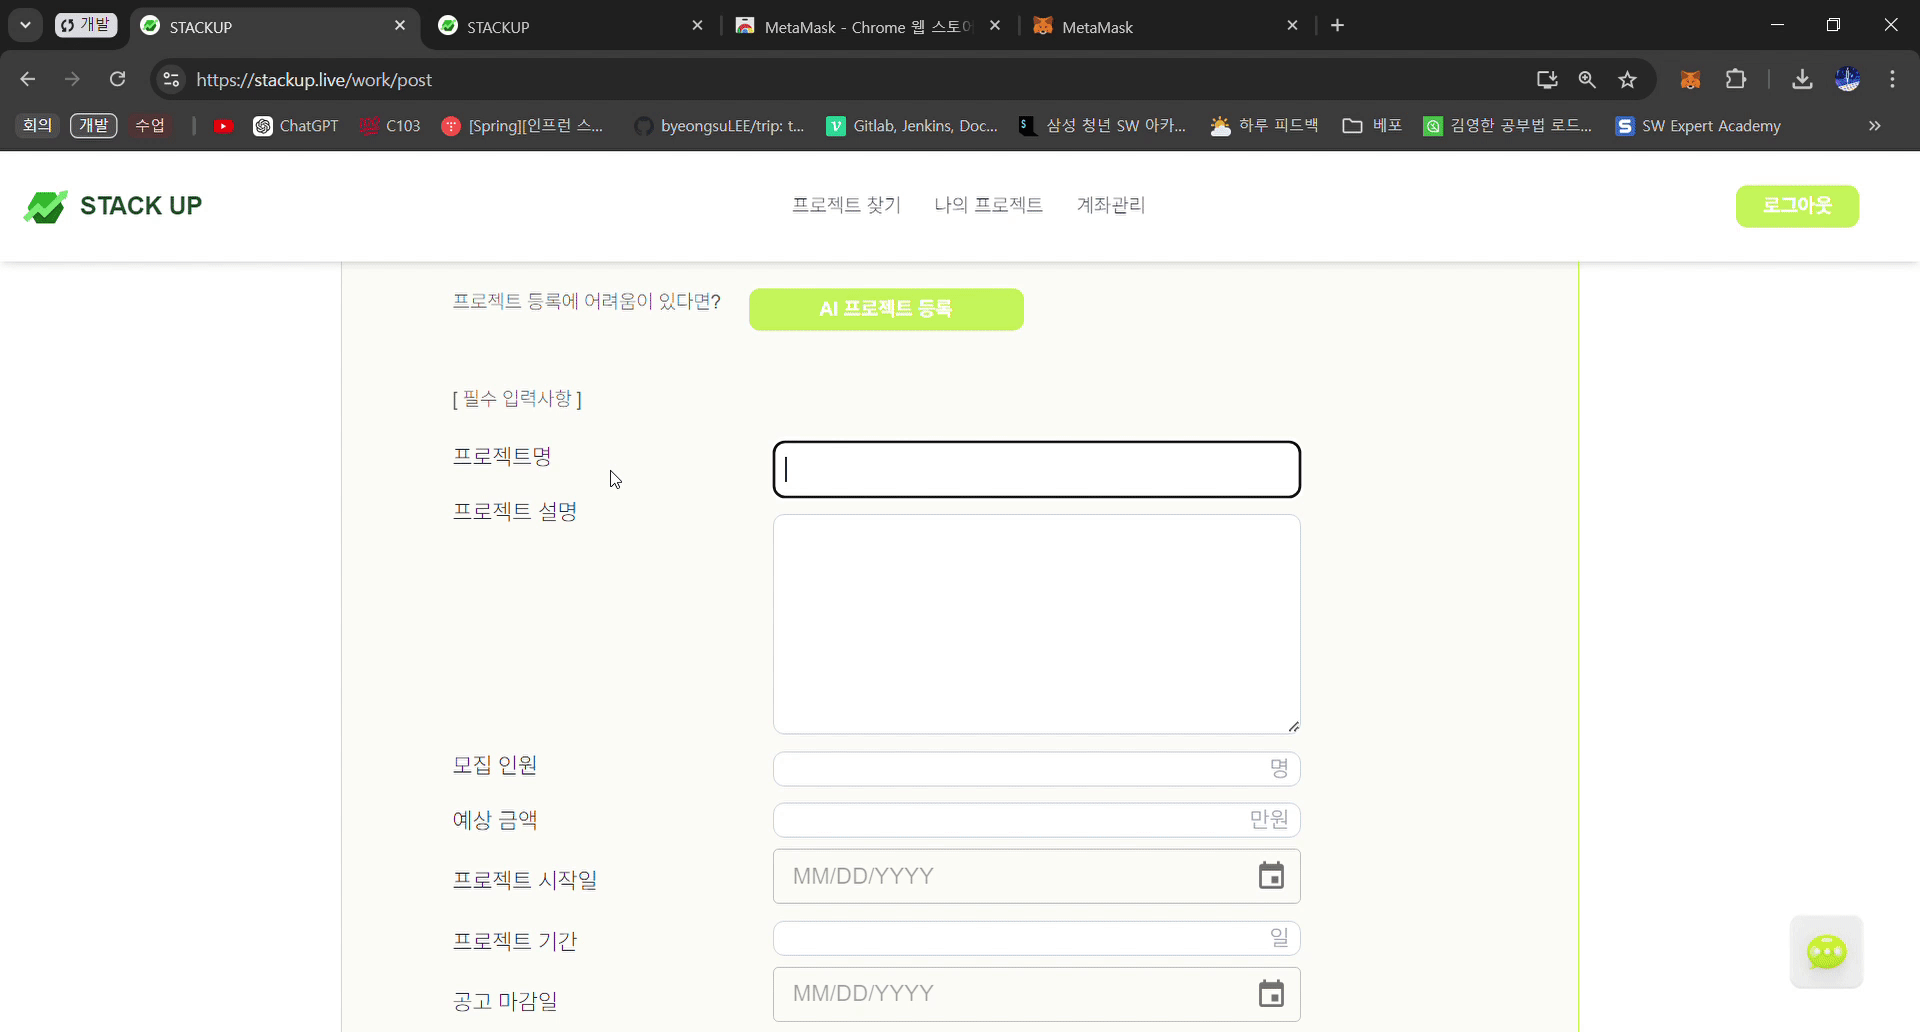 개발
STACKUP
STACKUP
MetaMask - Chrome 웹 스토어
MetaMask
https://stackup.live/work/post
회의
개발
수업
ChatGPT
C103
[Spring][인프런 스...
byeongsuLEE/trip: t...
Gitlab, Jenkins, Doc...
삼성 청년 SW 아카...
하루 피드백
베포
김영한 공부법 로드...
SW Expert Academy
STACK UP
프로젝트 찾기
나의 프로젝트
계좌관리
로그아웃
프로젝트 등록에 어려움이 있다면?
AI 프로젝트 등록
[ 필수 입력사항 ]
프로젝트명
프로젝트 설명
모집 인원
명
예상 금액
만원
프로젝트 시작일
MM/DD/YYYY
프로젝트 기간
일
공고 마감일
MM/DD/YYYY